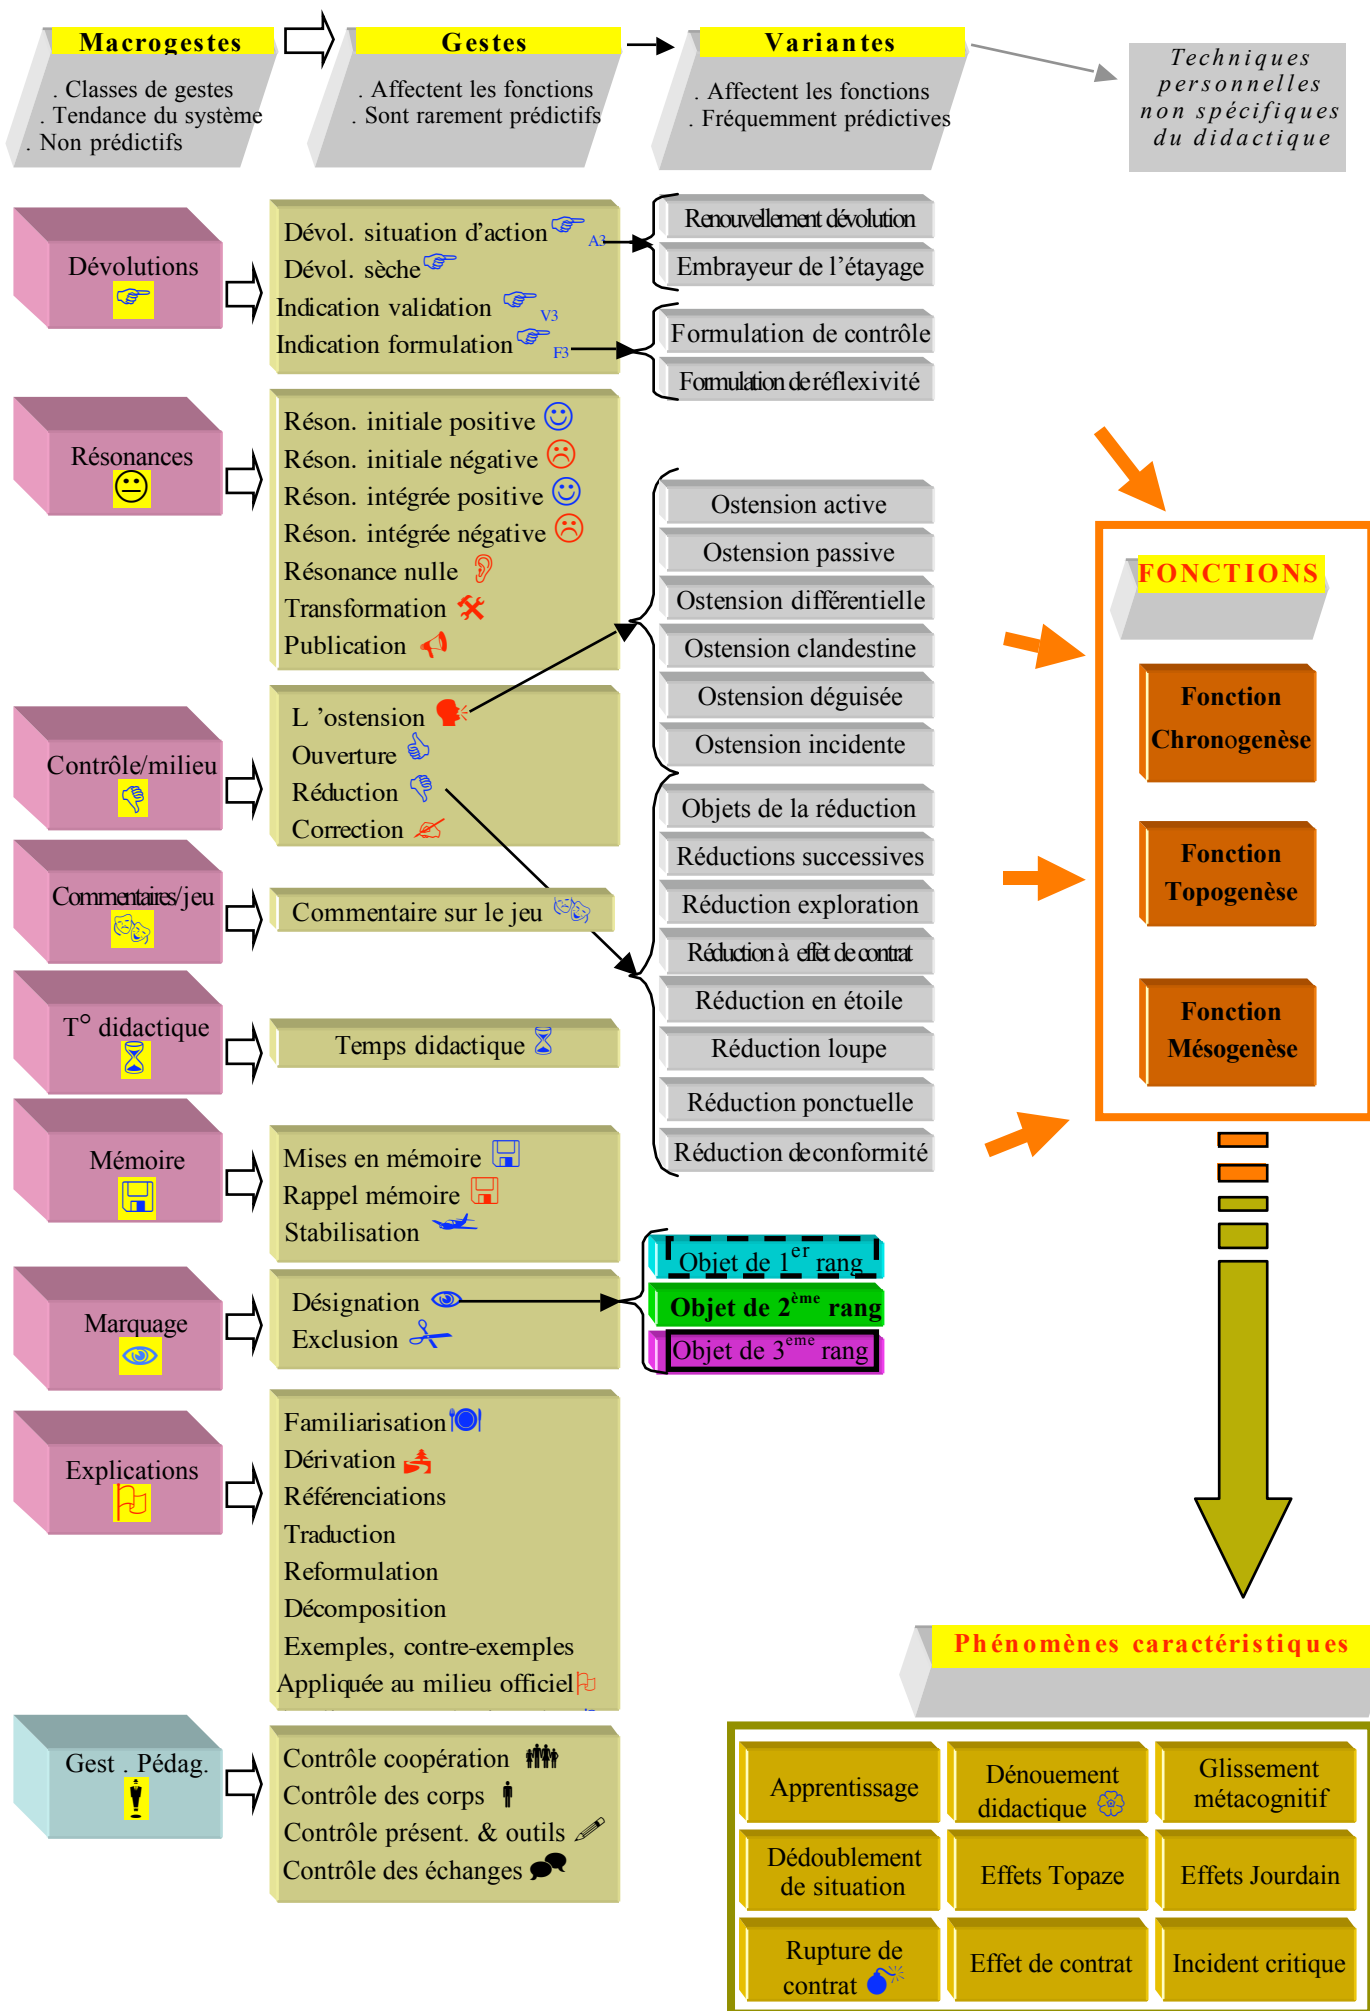 Macrogestes
. Classes de gestes
. Tendance du système
. Non prédictifs
Gestes
. Affectent les fonctions
. Sont rarement prédictifs
Variantes
. Affectent les fonctions
. Fréquemment prédictives
Techniques
personnelles
non spécifiques
du didactique
Dévolutions
Dévol. situation d'action
A3
Dévol. sèche
Indication validation
V3
Indication formulation
F3
Renouvellement dévolution
Embrayeur de l'étayage
Formulation de contrôle
Formulation de réflexivité
Résonances
Réson. initiale positive
Réson. initiale négative
Réson. intégrée positive
Réson. intégrée négative
Résonance nulle
Transformation
Publication
Ostension active
Ostension passive
Ostension différentielle
Ostension clandestine
Ostension déguisée
Ostension incidente
Contrôle/milieu
L 'ostension
Ouverture
Réduction
Correction
Objets de la réduction
Réductions successives
Réduction exploration
Réduction à effet de contrat
Réduction en étoile
Réduction loupe
Réduction ponctuelle
Réduction de conformité
Commentaires/jeu
Commentaire sur le jeu
T° didactique
Temps didactique
Mémoire
Mises en mémoire
Rappel mémoire
Stabilisation
Marquage
Désignation
Exclusion
Objet de 1er rang
Objet de 2ème rang
Objet de 3ème rang
Explications
Familiarisation
Dérivation
Référenciations
Traduction
Reformulation
Décomposition
Exemples, contre-exemples
Appliquée au milieu officiel
Gest . Pédag.
Contrôle coopération
Contrôle des corps
Contrôle présent. & outils
Contrôle des échanges
FONCTIONS
Fonction
Chronogenèse
Fonction
Topogenèse
Fonction
Mésogenèse
Phénomènes caractéristiques
Apprentissage
Dénouement
didactique
Glissement
métacognitif
Dédoublement
de situation
Effets Topaze
Effets Jourdain
Rupture de
contrat
Effet de contrat
Incident critique